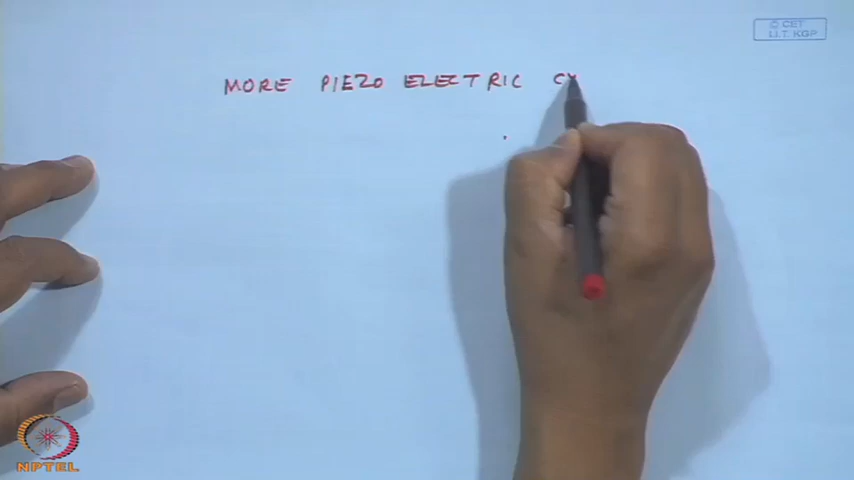 © CET
I.I.T. KGP
MORE PIEZO ELECTRIC
NPTEL